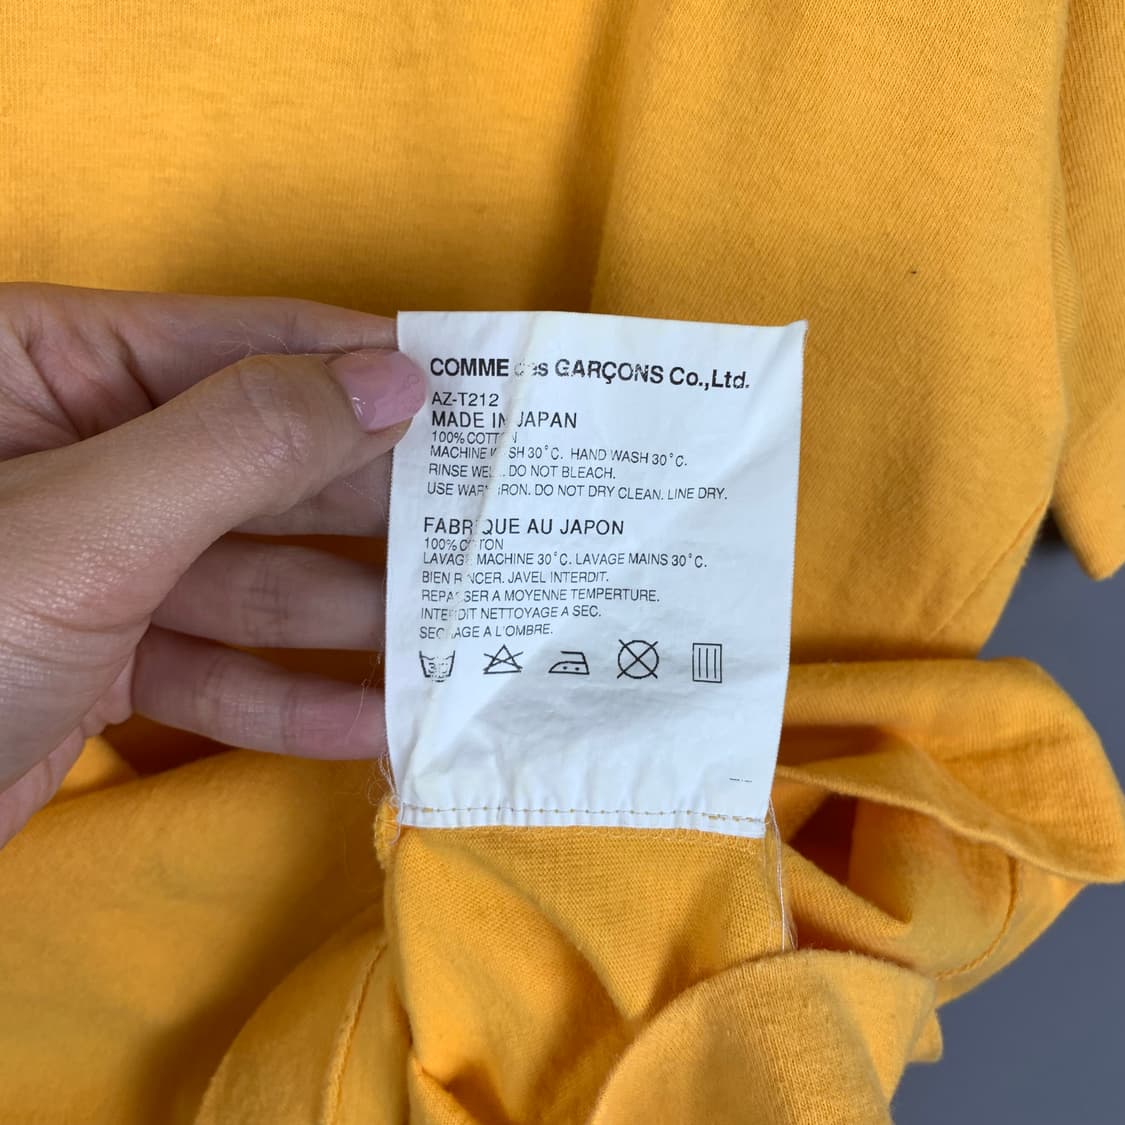 COMME des GARÇONS Co.,Ltd.
AZ-T212
MADE IN JAPAN
100% COTTON
MACHINE WASH 30°C. HAND WASH 30°C.
RINSE WELL. DO NOT BLEACH.
USE WARM IRON. DO NOT DRY CLEAN. LINE DRY.
FABRIQUE AU JAPON
100% COTON
LAVAGE MACHINE 30°C. LAVAGE MAINS 30°C.
BIEN RINCER. JAVEL INTERDIT.
REPASSER A MOYENNE TEMPERTURE.
INTERDIT NETTOYAGE A SEC.
SECHAGE A L'OMBRE.
30